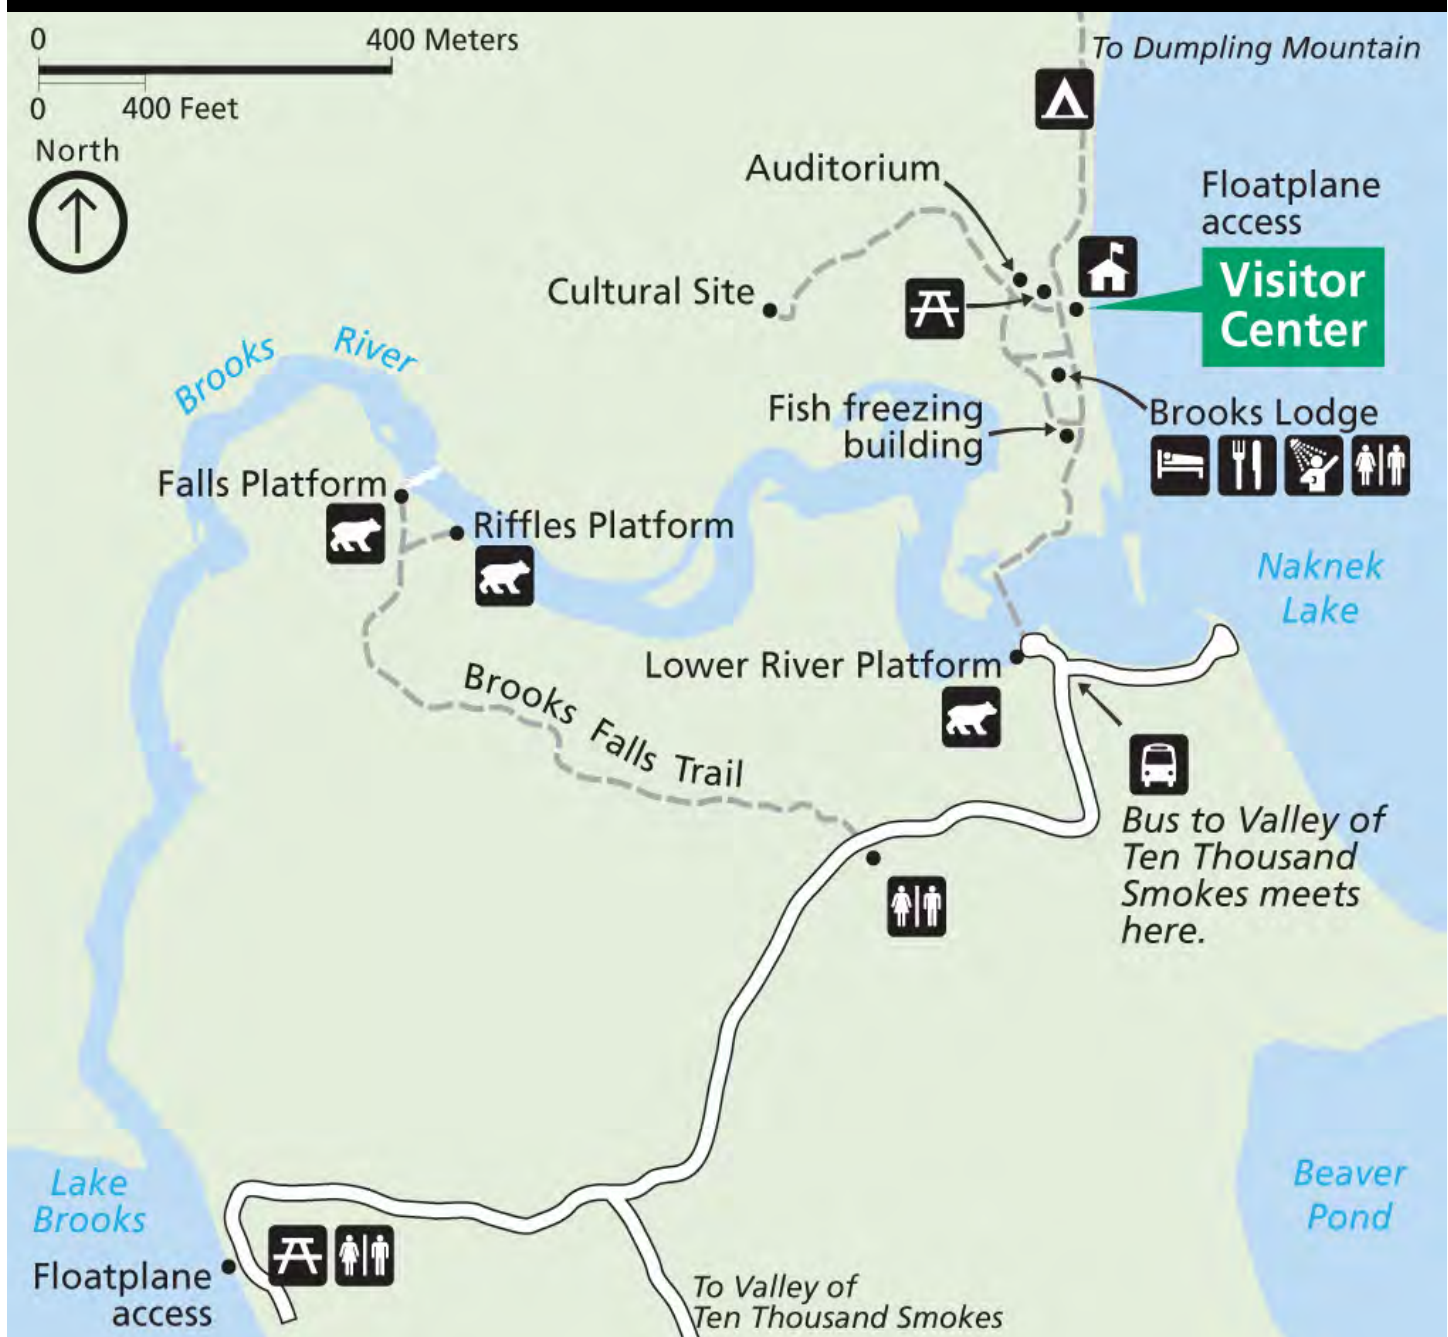 0 400 Meters
0 400 Feet
North
To Dumpling Mountain
Auditorium
Floatplane
access
Visitor
Center
Cultural Site
Brooks River
Fish freezing
building
Brooks Lodge
Falls Platform
Riffles Platform
Naknek
Lake
Lower River Platform
Brooks Falls Trail
Bus to Valley of
Ten Thousand
Smokes meets
here.
Lake
Brooks
Beaver
Pond
Floatplane
access
To Valley of
Ten Thousand Smokes